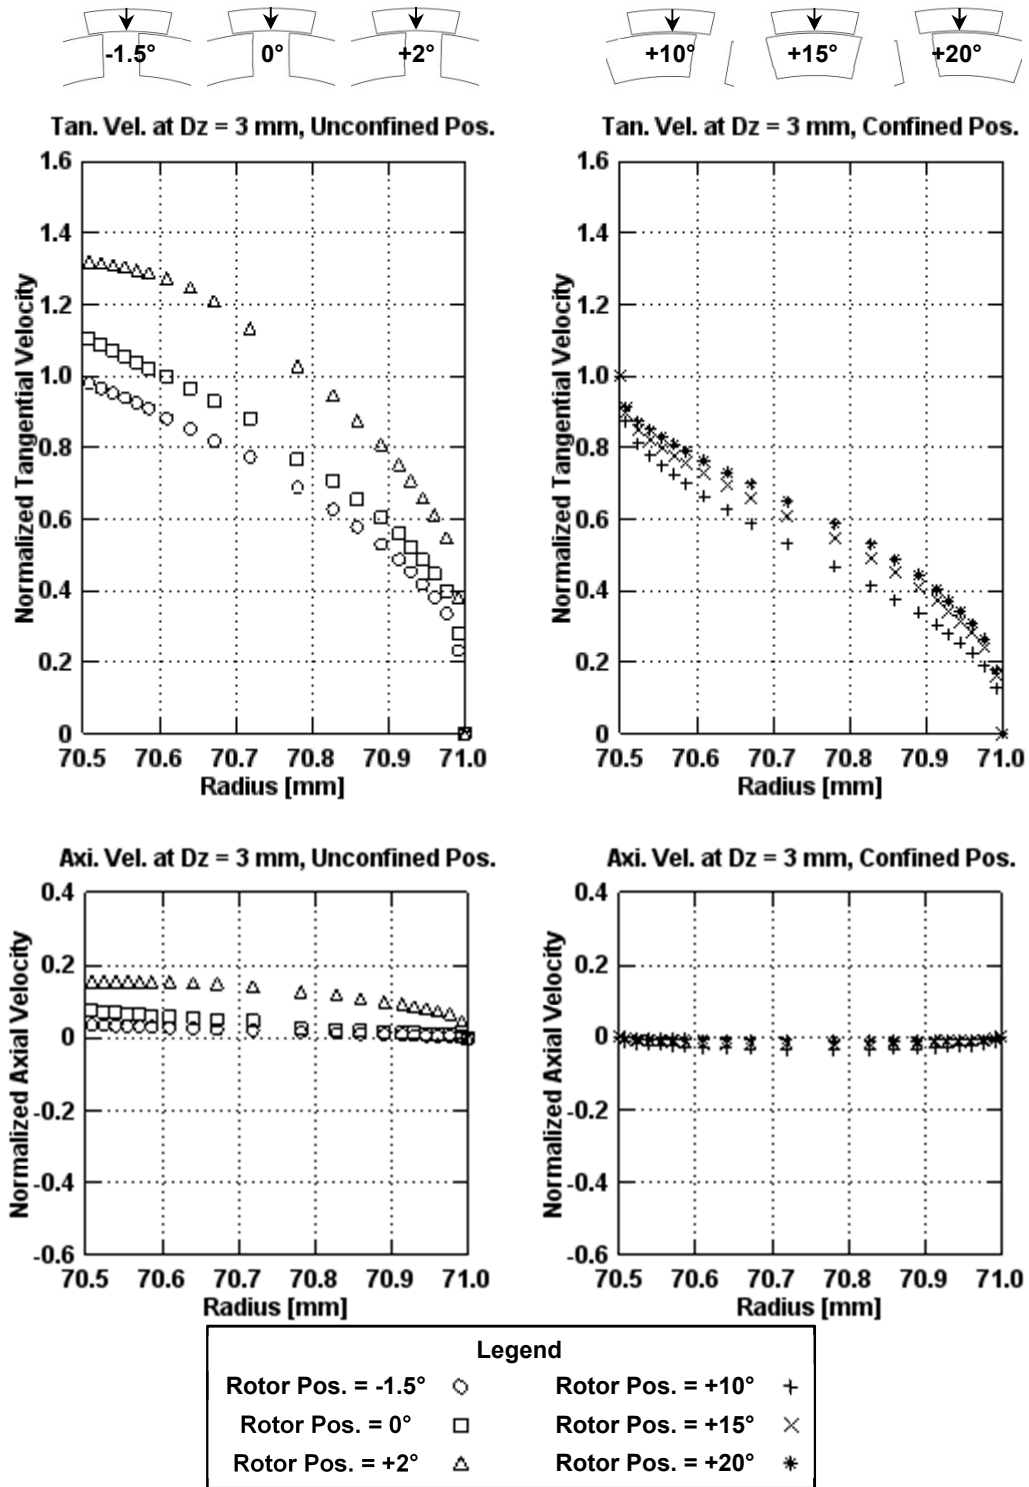 -1.5° 0° +2° +10° +15° +20°
Tan. Vel. at Dz = 3 mm, Unconfined Pos.
1.6
1.4
1.2
1.0
0.8
0.6
0.4
0.2
0
Normalized Tangential Velocity
70.5 70.6 70.7 70.8 70.9 71.0
Radius [mm]
Tan. Vel. at Dz = 3 mm, Confined Pos.
1.6
1.4
1.2
1.0
0.8
0.6
0.4
0.2
0
Normalized Tangential Velocity
70.5 70.6 70.7 70.8 70.9 71.0
Radius [mm]
Axi. Vel. at Dz = 3 mm, Unconfined Pos.
0.4
0.2
0
-0.2
-0.4
-0.6
Normalized Axial Velocity
70.5 70.6 70.7 70.8 70.9 71.0
Radius [mm]
Axi. Vel. at Dz = 3 mm, Confined Pos.
0.4
0.2
0
-0.2
-0.4
-0.6
Normalized Axial Velocity
70.5 70.6 70.7 70.8 70.9 71.0
Radius [mm]
Legend
Rotor Pos. = -1.5°
Rotor Pos. = 0°
Rotor Pos. = +2°
Rotor Pos. = +10°
Rotor Pos. = +15°
Rotor Pos. = +20°